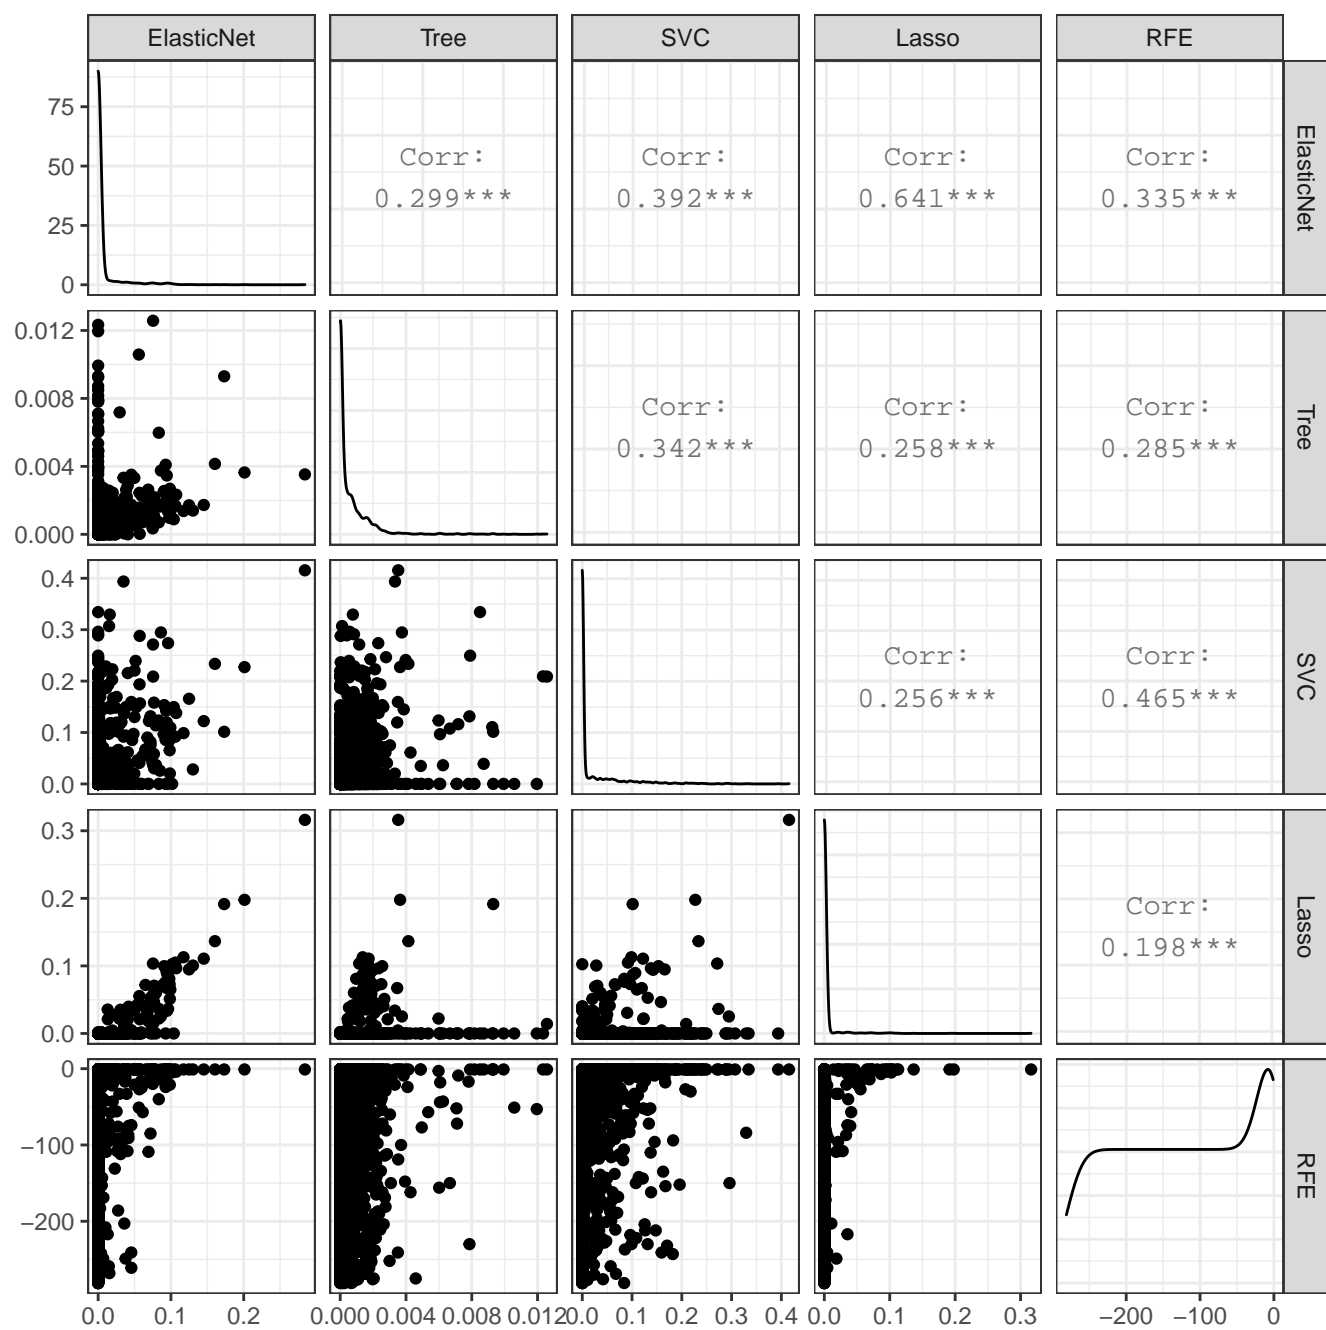 ElasticNet Tree SVC Lasso RFE
75
50
25
0
Corr:
0.299***
Corr:
0.392***
Corr:
0.641***
Corr:
0.335***
ElasticNet
0.012
0.008
0.004
0.000
Corr:
0.342***
Corr:
0.258***
Corr:
0.285***
Tree
0.4
0.3
0.2
0.1
0.0
Corr:
0.256***
Corr:
0.465***
SVC
0.3
0.2
0.1
0.0
Corr:
0.198***
Lasso
0
−100
−200
RFE
0.0 0.1 0.2
0.000 0.004 0.008 0.012
0.0 0.1 0.2 0.3 0.4
0.0 0.1 0.2 0.3
−200 −100 0